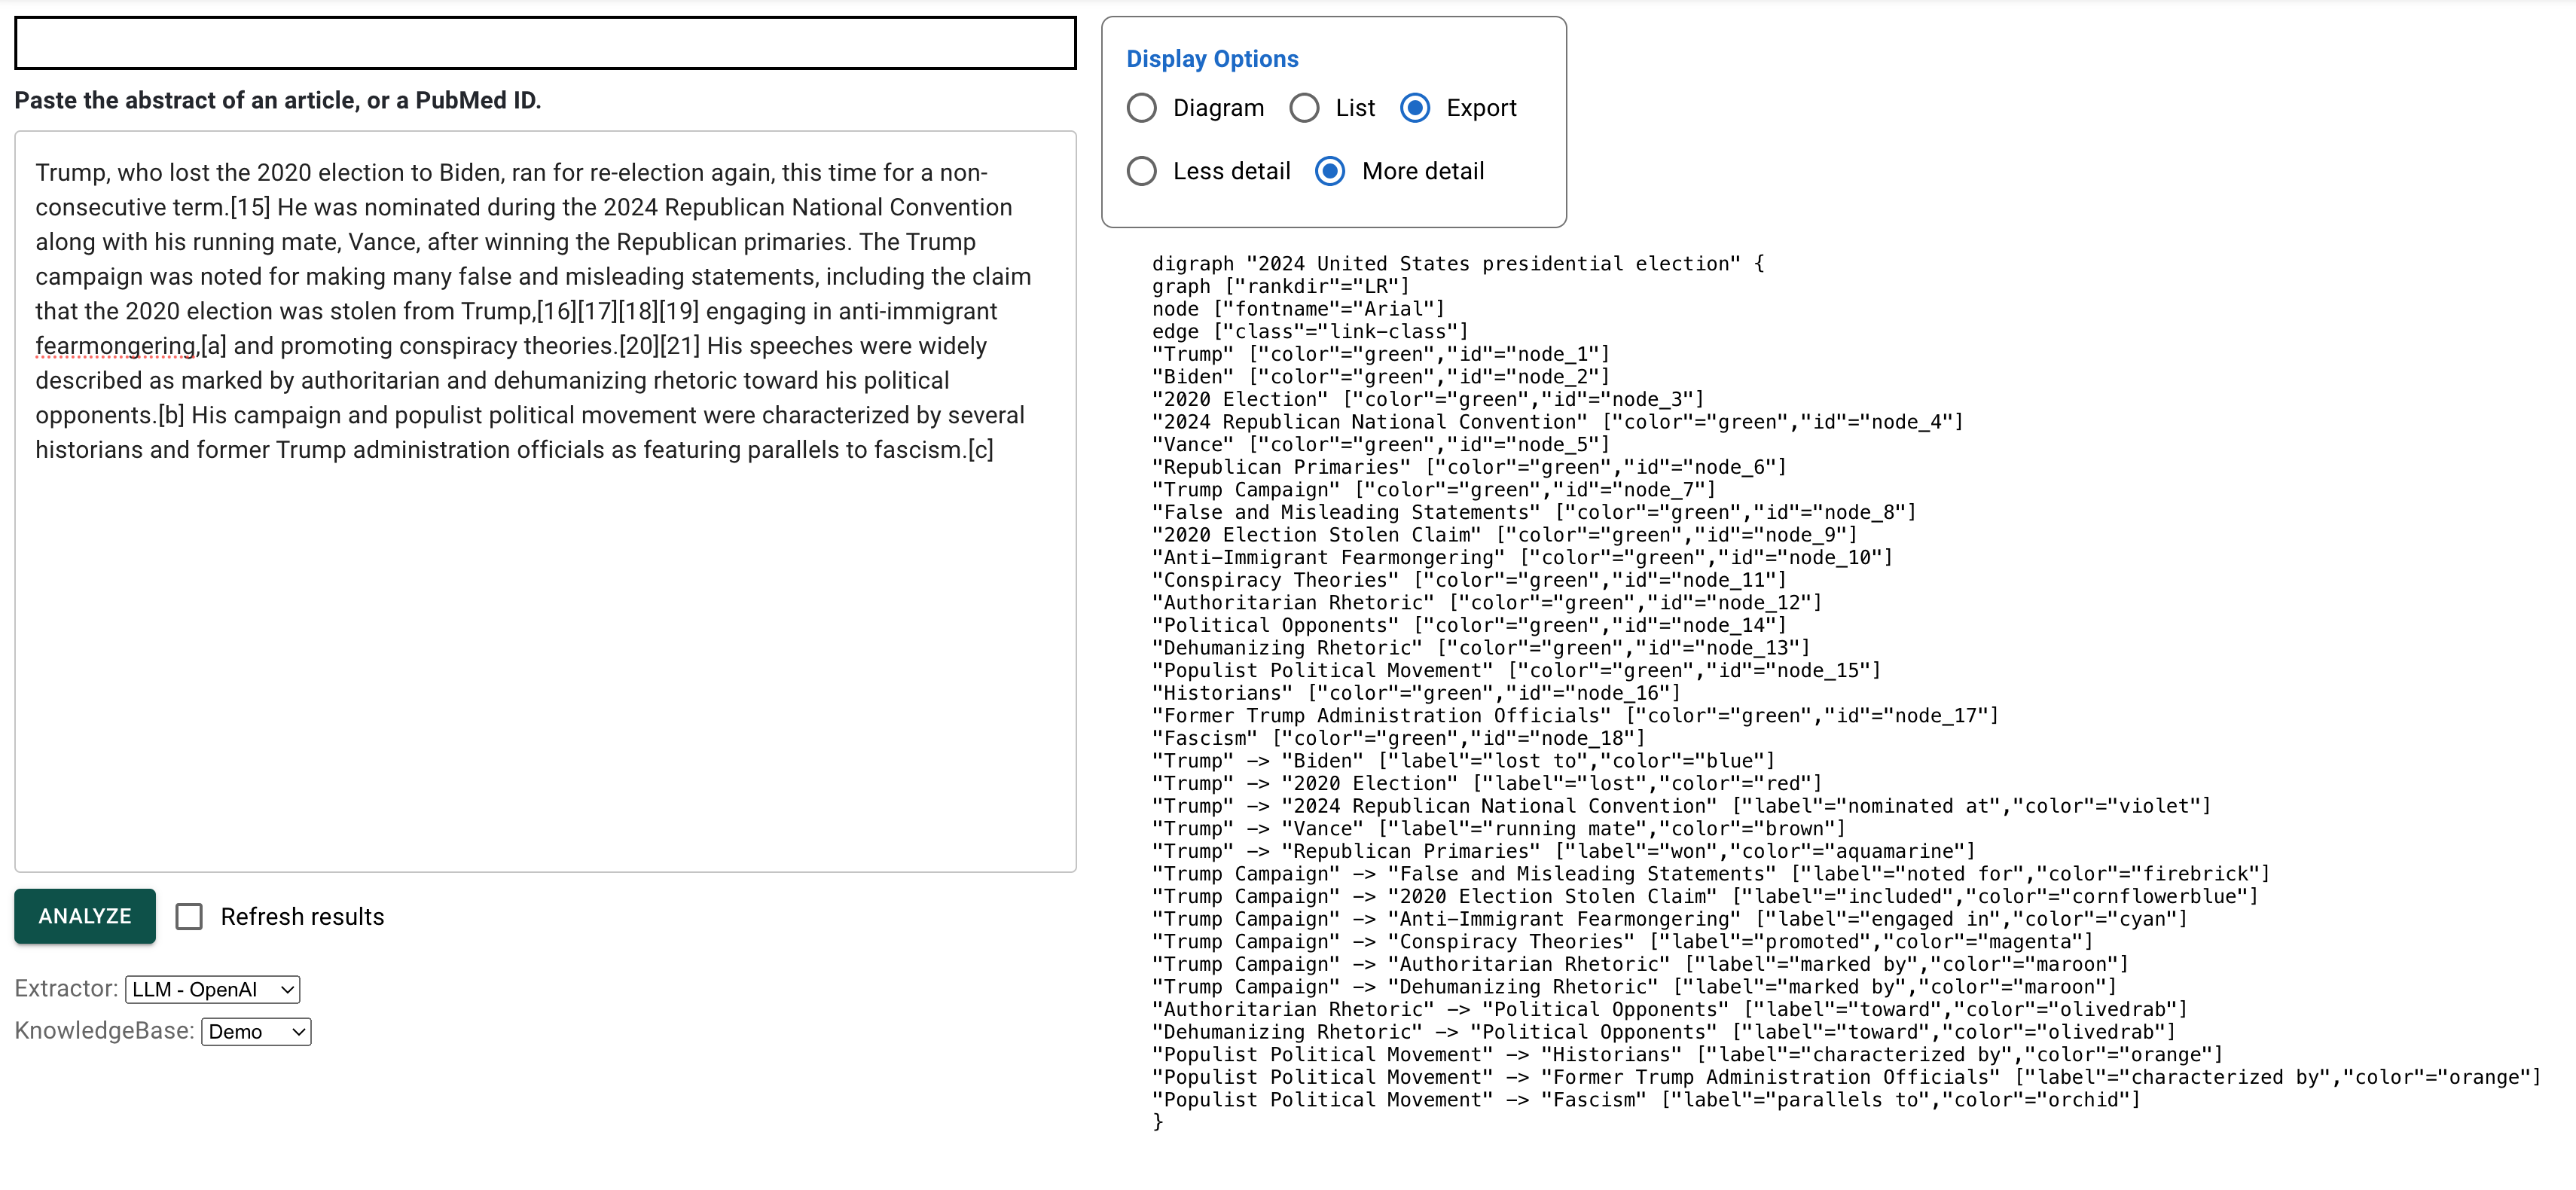 Paste the abstract of an article, or a PubMed ID.
Trump, who lost the 2020 election to Biden, ran for re-election again, this time for a non-
consecutive term.[15] He was nominated during the 2024 Republican National Convention
along with his running mate, Vance, after winning the Republican primaries. The Trump
campaign was noted for making many false and misleading statements, including the claim
that the 2020 election was stolen from Trump,[16][17][18][19] engaging in anti-immigrant
fearmongering,[a] and promoting conspiracy theories.[20][21] His speeches were widely
described as marked by authoritarian and dehumanizing rhetoric toward his political
opponents.[b] His campaign and populist political movement were characterized by several
historians and former Trump administration officials as featuring parallels to fascism.[c]
ANALYZE Refresh results
Extractor: LLM - OpenAI
KnowledgeBase: Demo
Display Options
Diagram List Export
Less detail More detail
digraph "2024 United States presidential election" {
graph ["rankdir"="LR"]
node ["fontname"="Arial"]
edge ["class"="link-class"]
"Trump" ["color"="green","id"="node_1"]
"Biden" ["color"="green","id"="node_2"]
"2020 Election" ["color"="green","id"="node_3"]
"2024 Republican National Convention" ["color"="green","id"="node_4"]
"Vance" ["color"="green","id"="node_5"]
"Republican Primaries" ["color"="green","id"="node_6"]
"Trump Campaign" ["color"="green","id"="node_7"]
"False and Misleading Statements" ["color"="green","id"="node_8"]
"2020 Election Stolen Claim" ["color"="green","id"="node_9"]
"Anti-Immigrant Fearmongering" ["color"="green","id"="node_10"]
"Conspiracy Theories" ["color"="green","id"="node_11"]
"Authoritarian Rhetoric" ["color"="green","id"="node_12"]
"Political Opponents" ["color"="green","id"="node_14"]
"Dehumanizing Rhetoric" ["color"="green","id"="node_13"]
"Populist Political Movement" ["color"="green","id"="node_15"]
"Historians" ["color"="green","id"="node_16"]
"Former Trump Administration Officials" ["color"="green","id"="node_17"]
"Fascism" ["color"="green","id"="node_18"]
"Trump" -> "Biden" ["label"="lost to","color"="blue"]
"Trump" -> "2020 Election" ["label"="lost","color"="red"]
"Trump" -> "2024 Republican National Convention" ["label"="nominated at","color"="violet"]
"Trump" -> "Vance" ["label"="running mate","color"="brown"]
"Trump" -> "Republican Primaries" ["label"="won","color"="aquamarine"]
"Trump Campaign" -> "False and Misleading Statements" ["label"="noted for","color"="firebrick"]
"Trump Campaign" -> "2020 Election Stolen Claim" ["label"="included","color"="cornflowerblue"]
"Trump Campaign" -> "Anti-Immigrant Fearmongering" ["label"="engaged in","color"="cyan"]
"Trump Campaign" -> "Conspiracy Theories" ["label"="promoted","color"="magenta"]
"Trump Campaign" -> "Authoritarian Rhetoric" ["label"="marked by","color"="maroon"]
"Trump Campaign" -> "Dehumanizing Rhetoric" ["label"="marked by","color"="maroon"]
"Authoritarian Rhetoric" -> "Political Opponents" ["label"="toward","color"="olivedrab"]
"Dehumanizing Rhetoric" -> "Political Opponents" ["label"="toward","color"="olivedrab"]
"Populist Political Movement" -> "Historians" ["label"="characterized by","color"="orange"]
"Populist Political Movement" -> "Former Trump Administration Officials" ["label"="characterized by","color"="orange"]
"Populist Political Movement" -> "Fascism" ["label"="parallels to","color"="orchid"]
}